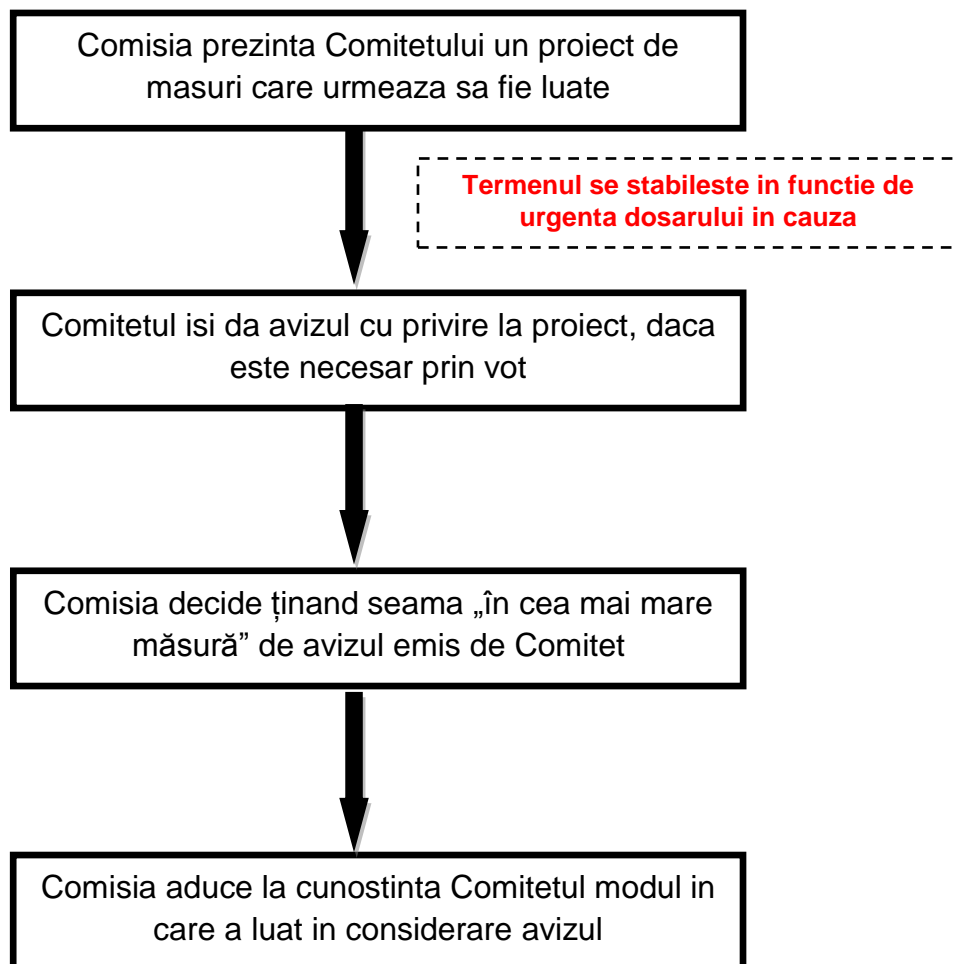 Comisia prezinta Comitetului un proiect de
masuri care urmeaza sa fie luate
Termenul se stabileste in functie de
urgenta dosarului in cauza
Comitetul isi da avizul cu privire la proiect, daca
este necesar prin vot
Comisia decide ținand seama „în cea mai mare
măsură” de avizul emis de Comitet
Comisia aduce la cunostinta Comitetul modul in
care a luat in considerare avizul